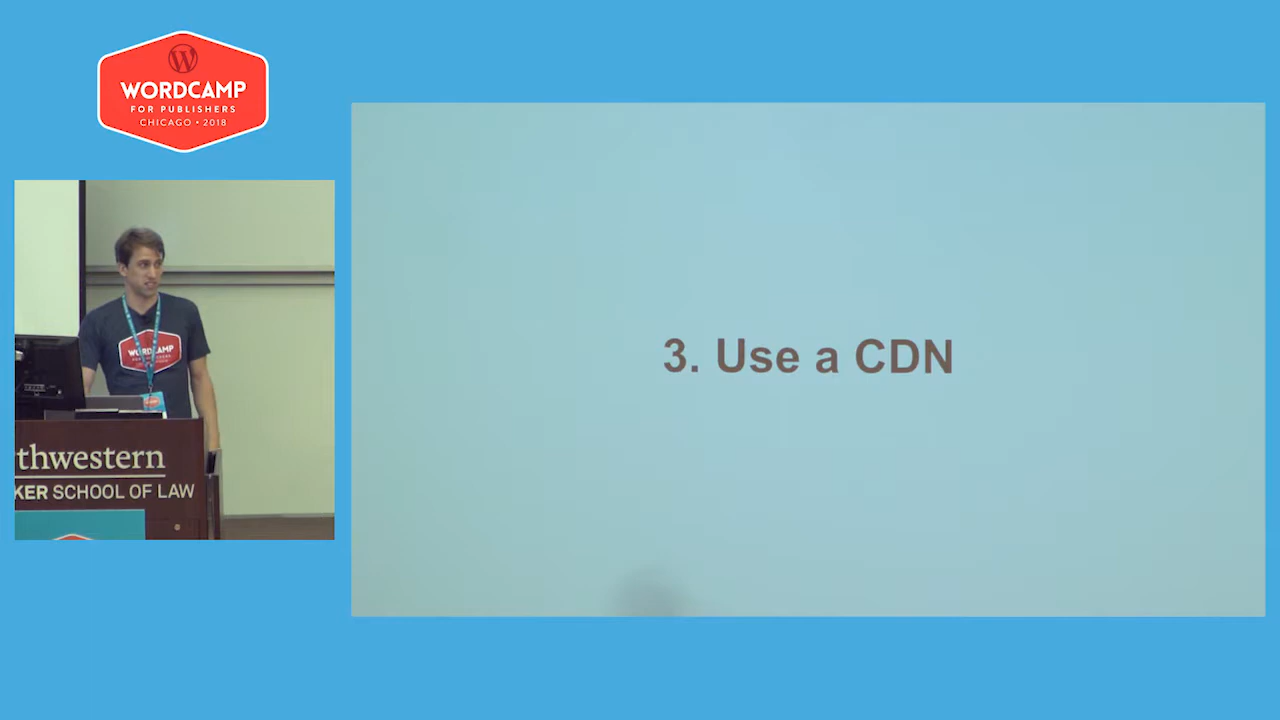 WORDCAMP
FOR PUBLISHERS
CHICAGO • 2018
WORDCAMP
thwestern
KER SCHOOL OF LAW
3. Use a CDN